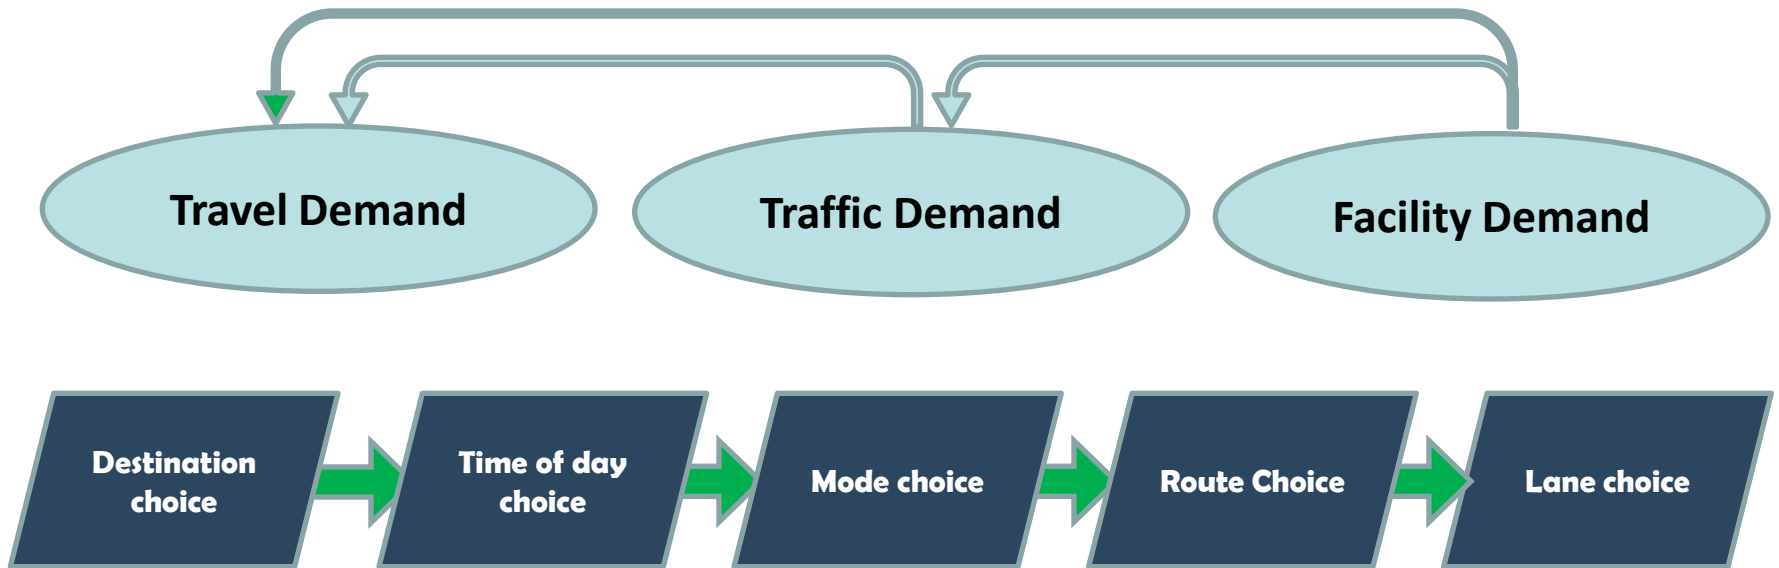 Travel Demand
Traffic Demand
Facility Demand
Destination
choice
Time of day
choice
Mode choice
Route Choice
Lane choice